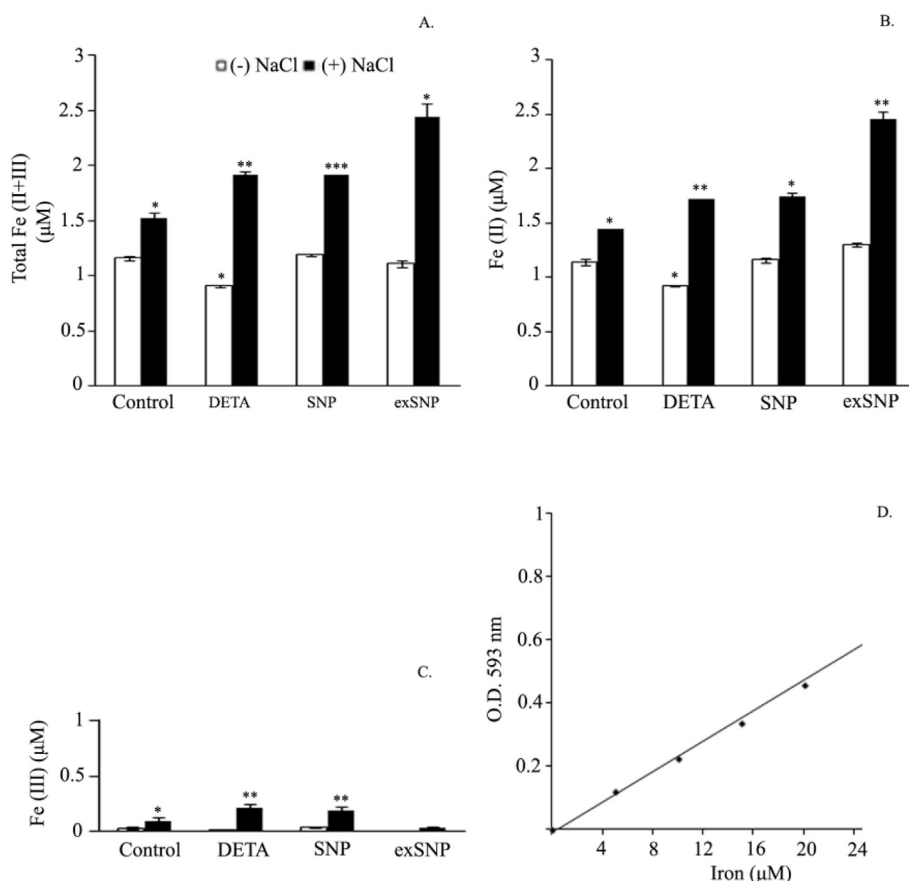 A.
3
2.5
2
1.5
1
0.5
0
Total Fe (II+III)
(μM)
(-) NaCl (+) NaCl
*
*
**
***
*
Control DETA SNP exSNP
B.
3
2.5
2
1.5
1
0.5
0
Fe (II) (μM)
*
*
**
*
**
Control DETA SNP exSNP
C.
1
0.5
0
Fe (III) (μM)
*
**
**
Control DETA SNP exSNP
D.
1
0.2
0.6
0.4
0.2
O.D. 593 nm
4 8 12 16 20 24
Iron (μM)